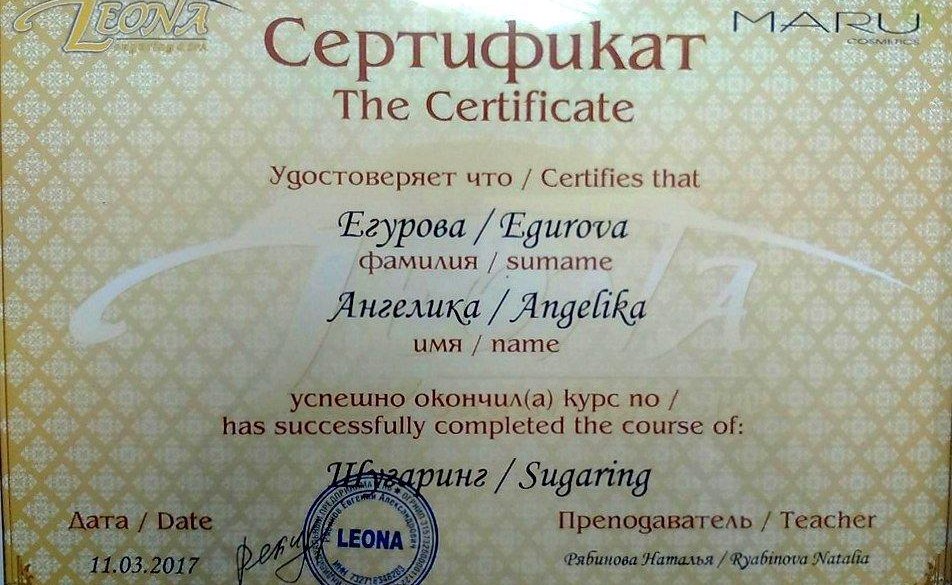 LEONA
sugaring & SPA
MARU
COSMETICS
Сертификат
The Certificate
Удостоверяет что / Certifies that
Егурова / Egurova
фамилия / surname
Ангелика / Angelika
имя / name
успешно окончил(а) курс по /
has successfully completed the course of:
Шугаринг / Sugaring
Дата / Date
Преподаватель / Teacher
11.03.2017
LEONA
Рябинова Наталья / Ryabinova Natalia